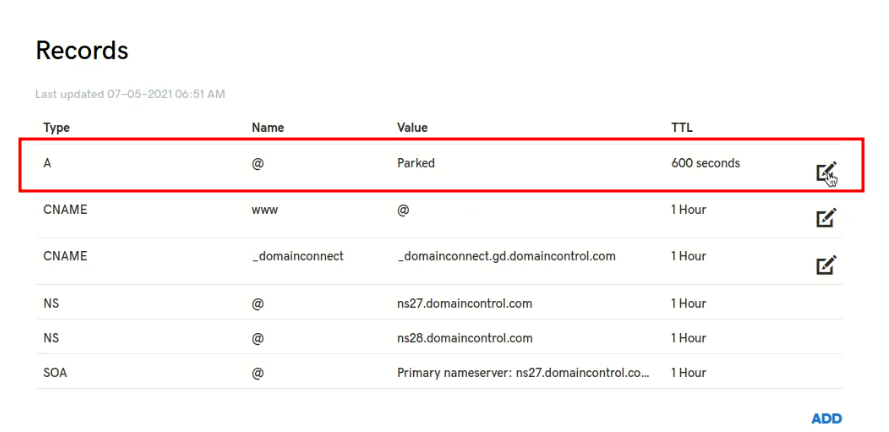 Records
Last updated 07-05-2021 06:51 AM
Type Name Value TTL
A @ Parked 600 seconds
CNAME www @ 1 Hour
CNAME _domainconnect _domainconnect.gd.domaincontrol.com 1 Hour
NS @ ns27.domaincontrol.com 1 Hour
NS @ ns28.domaincontrol.com 1 Hour
SOA @ Primary nameserver: ns27.domaincontrol.co... 1 Hour
ADD